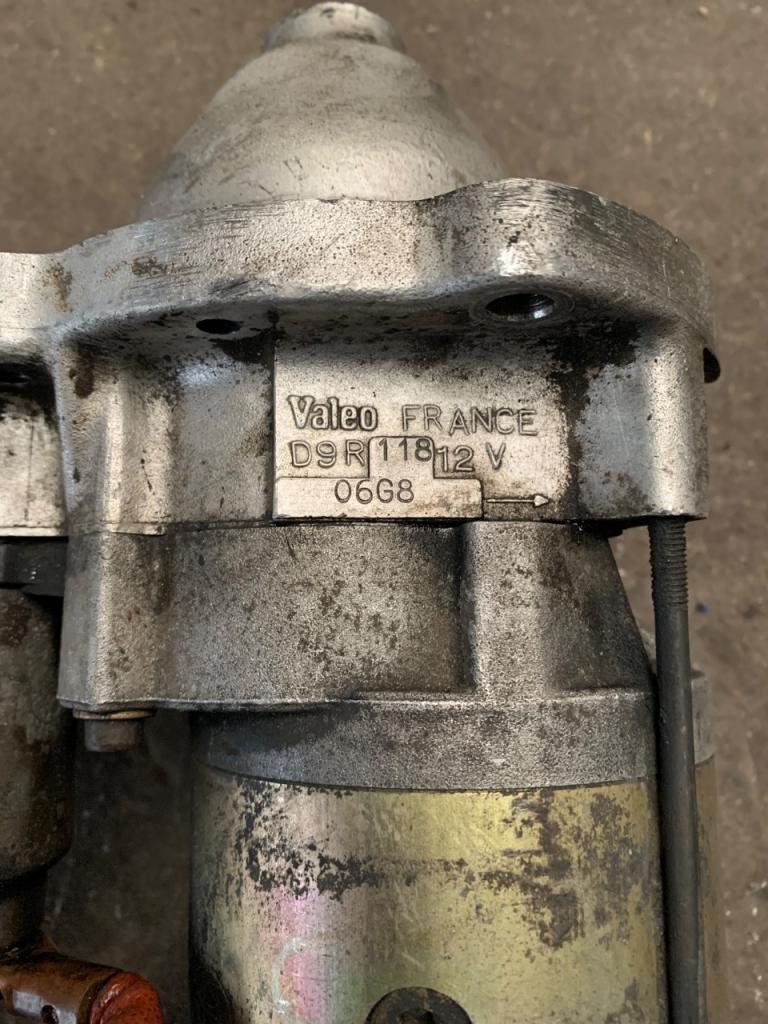 Valeo FRANCE
D9R 118 12 V
06G8